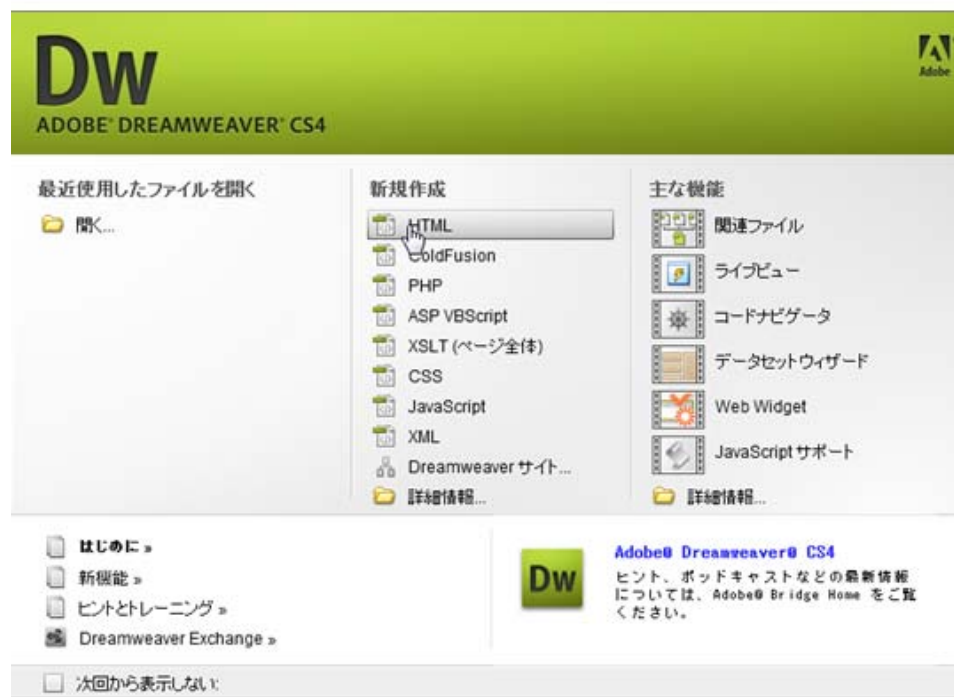 Dw
ADOBE® DREAMWEAVER® CS4
Adobe
最近使用したファイルを開く
開く...
新規作成
HTML
ColdFusion
PHP
ASP VBScript
XSLT (ページ全体)
CSS
JavaScript
XML
Dreamweaver サイト...
詳細情報...
主な機能
関連ファイル
ライブビュー
コードナビゲータ
データセットウィザード
Web Widget
JavaScript サポート
詳細情報...
はじめに »
新機能 »
ヒントとトレーニング »
Dreamweaver Exchange »
Dw
Adobe® Dreamweaver® CS4
ヒント、ポッドキャストなどの最新情報
については、Adobe® Bridge Home をご覧
ください。
次回から表示しない: